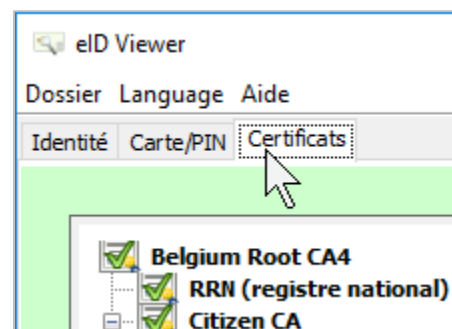 eID Viewer
Dossier Language Aide
Identité Carte/PIN Certificats
Belgium Root CA4
RRN (registre national)
Citizen CA